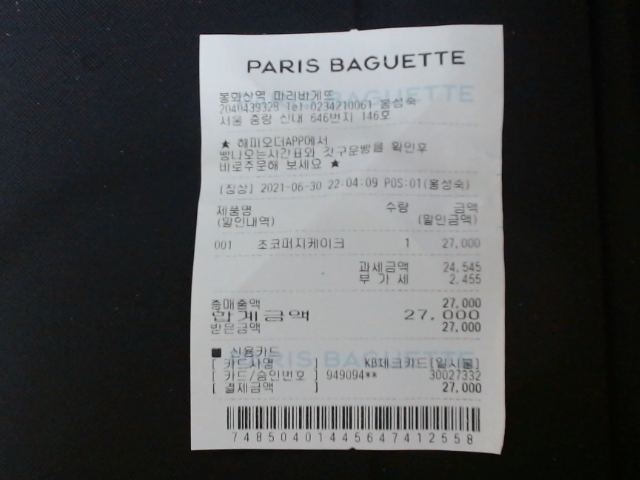 PARIS BAGUETTE
봉화산역 파리바게뜨
2040439328 Tel 0234210061 홍성숙
서울 중랑 신내 646번지 146호
★ 해피오더APP에서
빵나오는시간표와 갓구운빵을 확인후
바로주문해 보세요 ★
[정상] 2021-06-30 22:04:09 POS:01(홍성숙)
제품명 수량 금액
(할인내역) (할인금액)
001 초코퍼지케이크 1 27,000
과세금액 24,545
부 가 세 2,455
총매출액 27,000
합계금액 27,000
받은금액 27,000
■ 신용카드
[ 카드사명 ] KB체크카드[일시불]
[ 카드/승인번호 ] 949094** 30027332
[ 결제금액 ] 27,000
74850401445647412558